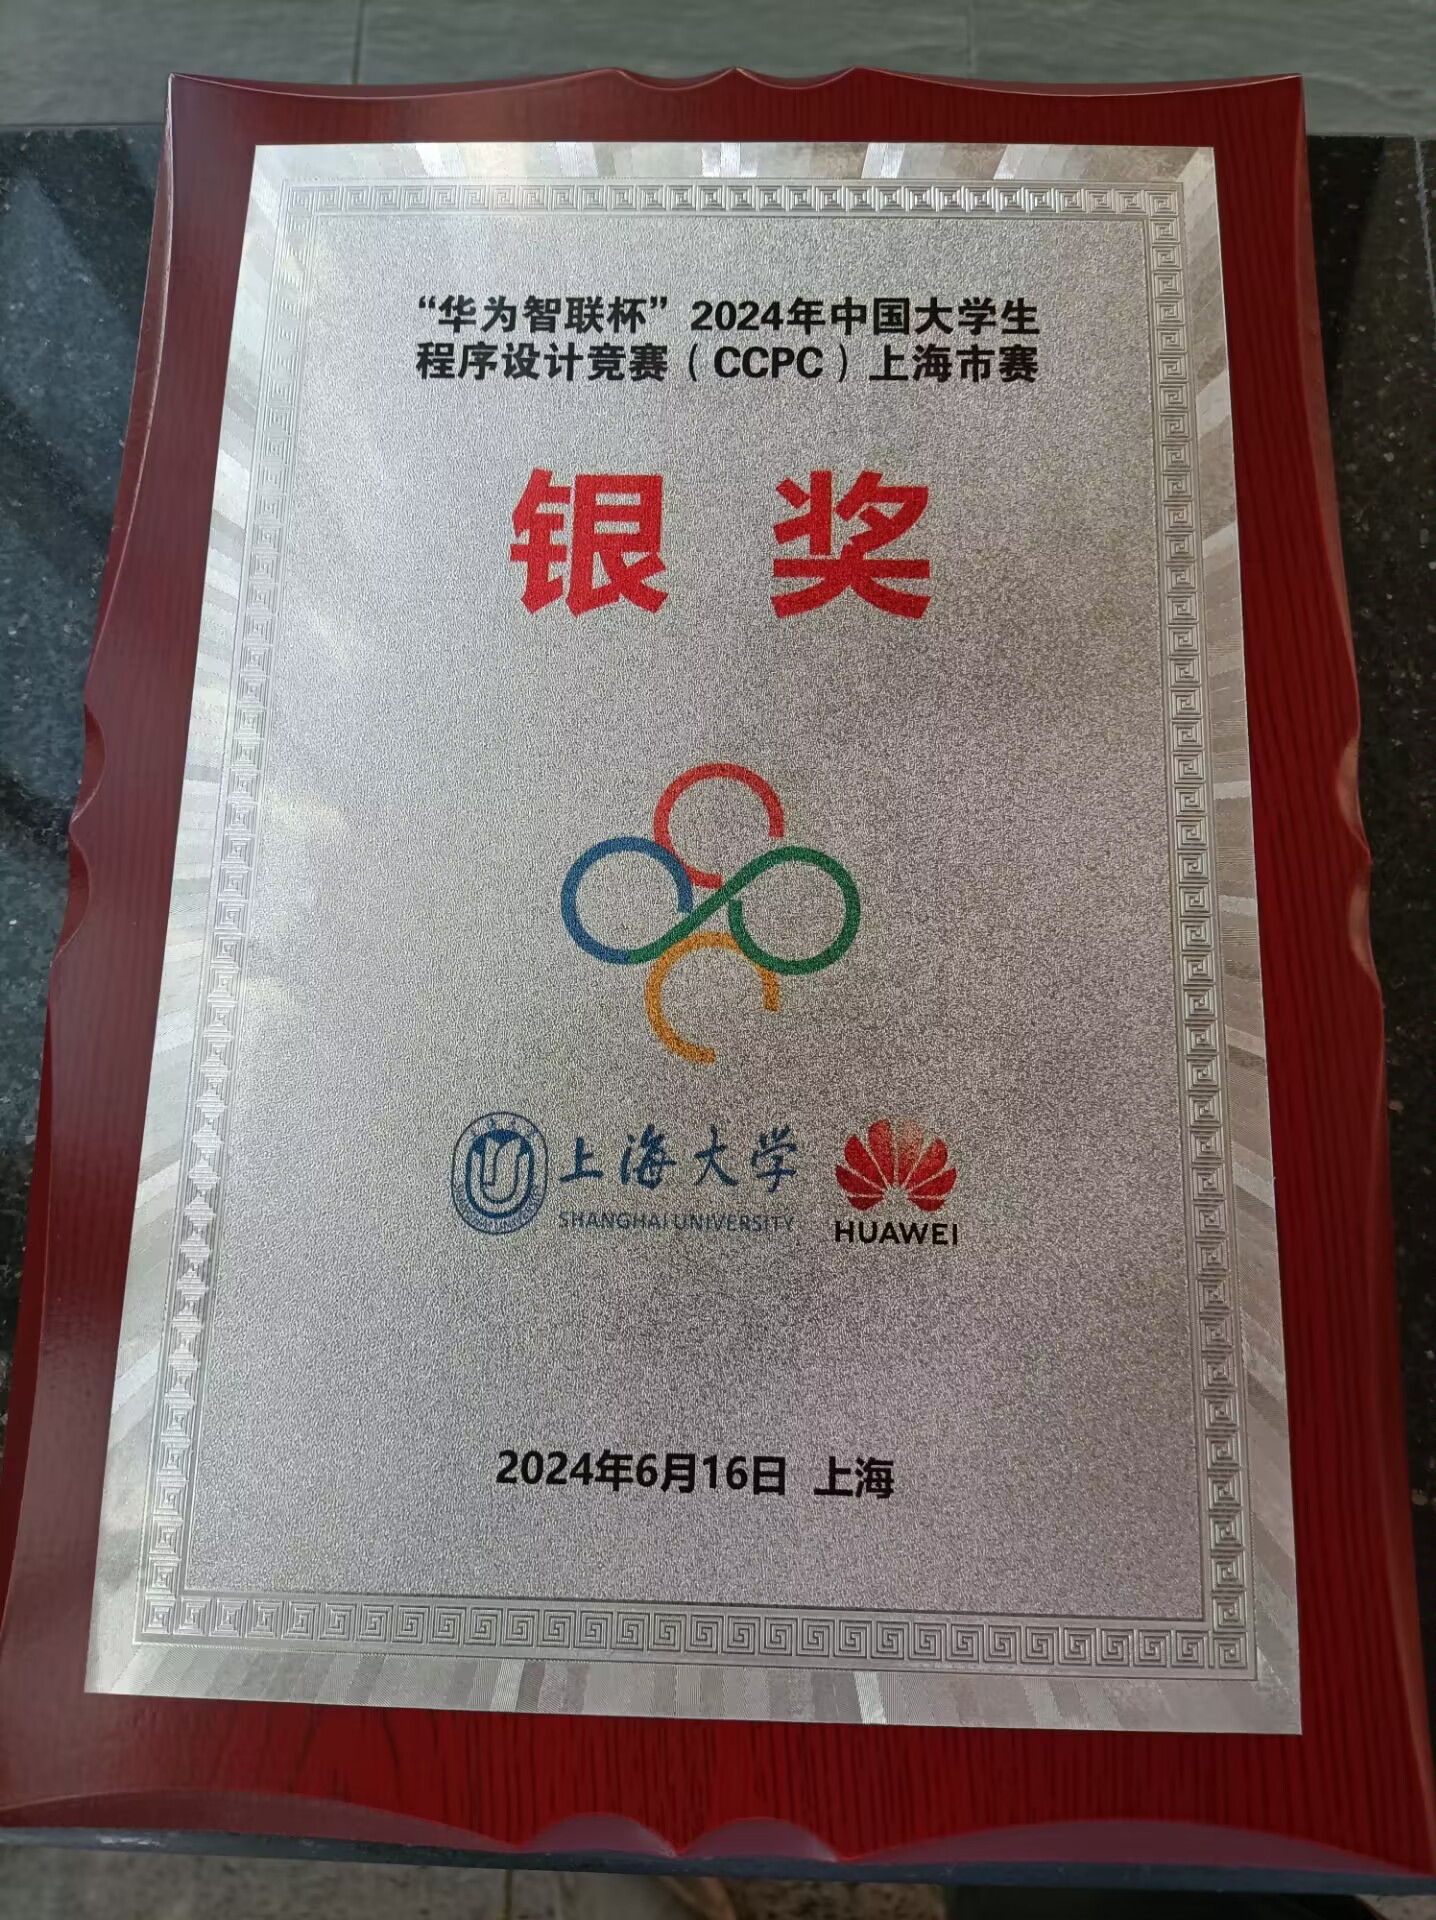 “华为智联杯”2024年中国大学生
程序设计竞赛（CCPC）上海市赛
银奖
上海大学
SHANGHAI UNIVERSITY
HUAWEI
2024年6月16日 上海